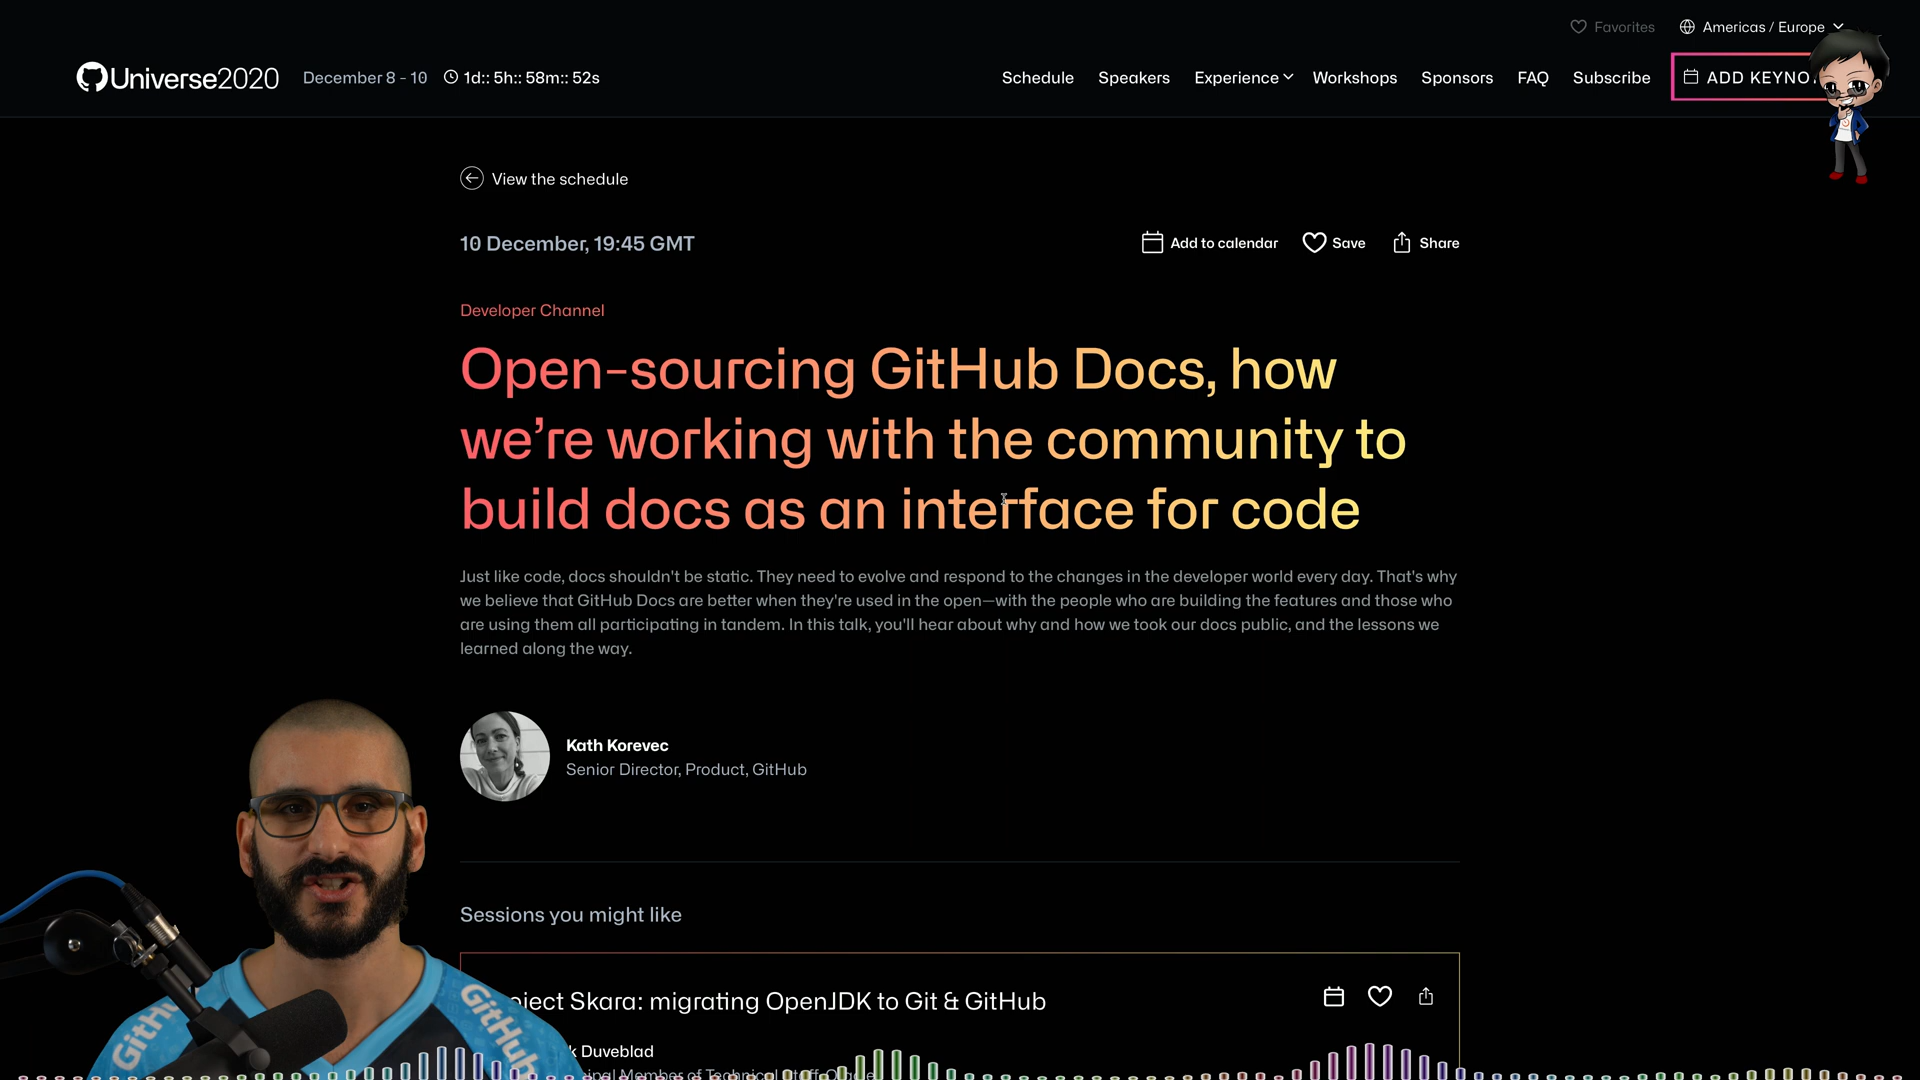 Favorites
Americas / Europe
Universe2020
December 8 - 10
1d:: 5h:: 58m:: 52s
Schedule
Speakers
Experience
Workshops
Sponsors
FAQ
Subscribe
ADD
View the schedule
10 December, 19:45 GMT
Add to calendar
Save
Share
Developer Channel
Open-sourcing GitHub Docs, how
we're working with the community to
build docs as an interface for code
Just like code, docs shouldn't be static. They need to evolve and respond to the changes in the developer world every day. That's why
we believe that GitHub Docs are better when they're used in the open—with the people who are building the features and those who
are using them all participating in tandem. In this talk, you'll hear about why and how we took our docs public, and the lessons we
learned along the way.
Kath Korevec
Senior Director, Product, GitHub
Sessions you might like
Skara: migrating OpenJDK to Git & GitHub
Duveblad
Member of Technical Staff, Oracle
GitHub